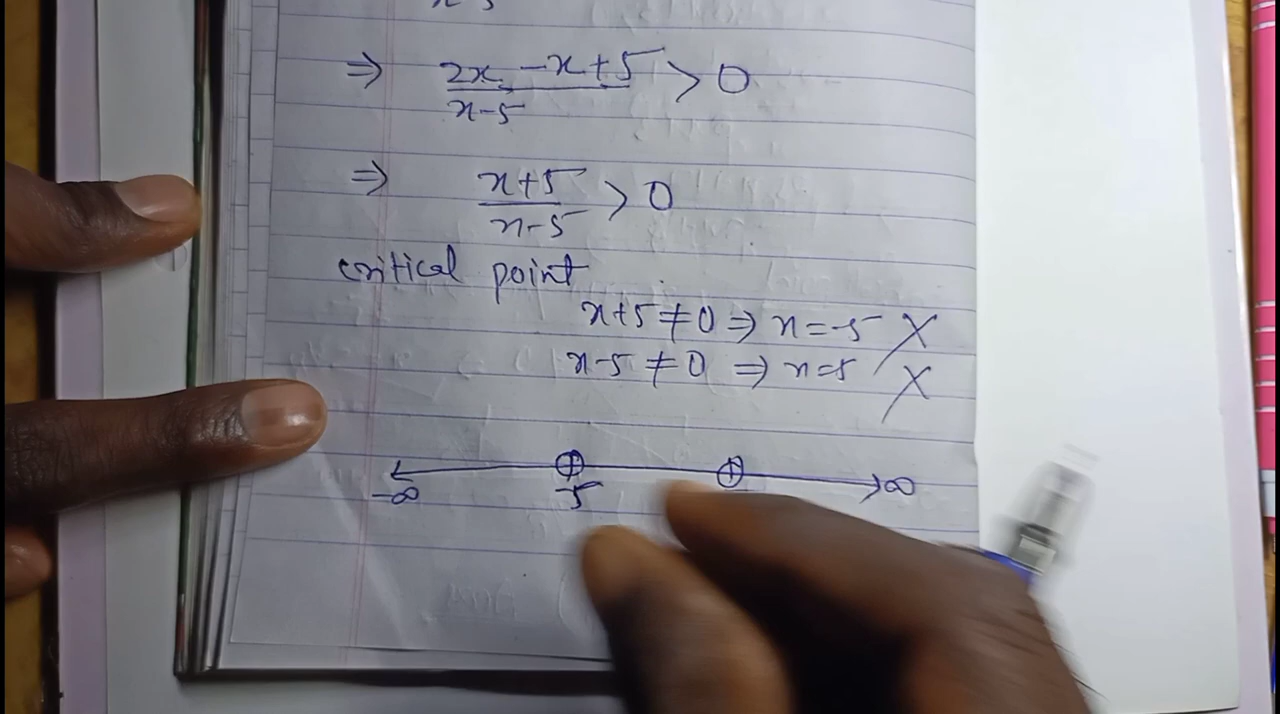 ⇒ (2x - x + 5)/(x - 5) > 0
⇒ (x + 5)/(x - 5) > 0
critical point
x + 5 ≠ 0 ⇒ x = -5 X
x - 5 ≠ 0 ⇒ x = 5 X
-∞ -5 ∞